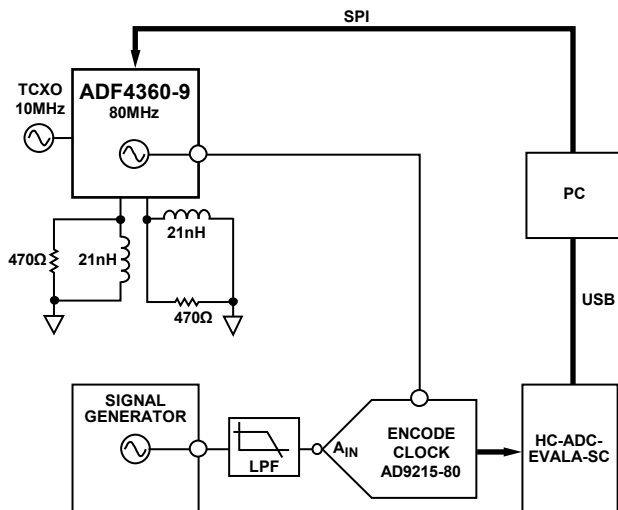 SPI
TCXO
10MHz
ADF4360-9
80MHz
PC
21nH
470Ω
21nH
470Ω
USB
SIGNAL
GENERATOR
LPF
AIN
ENCODE
CLOCK
AD9215-80
HC-ADC-
EVALA-SC